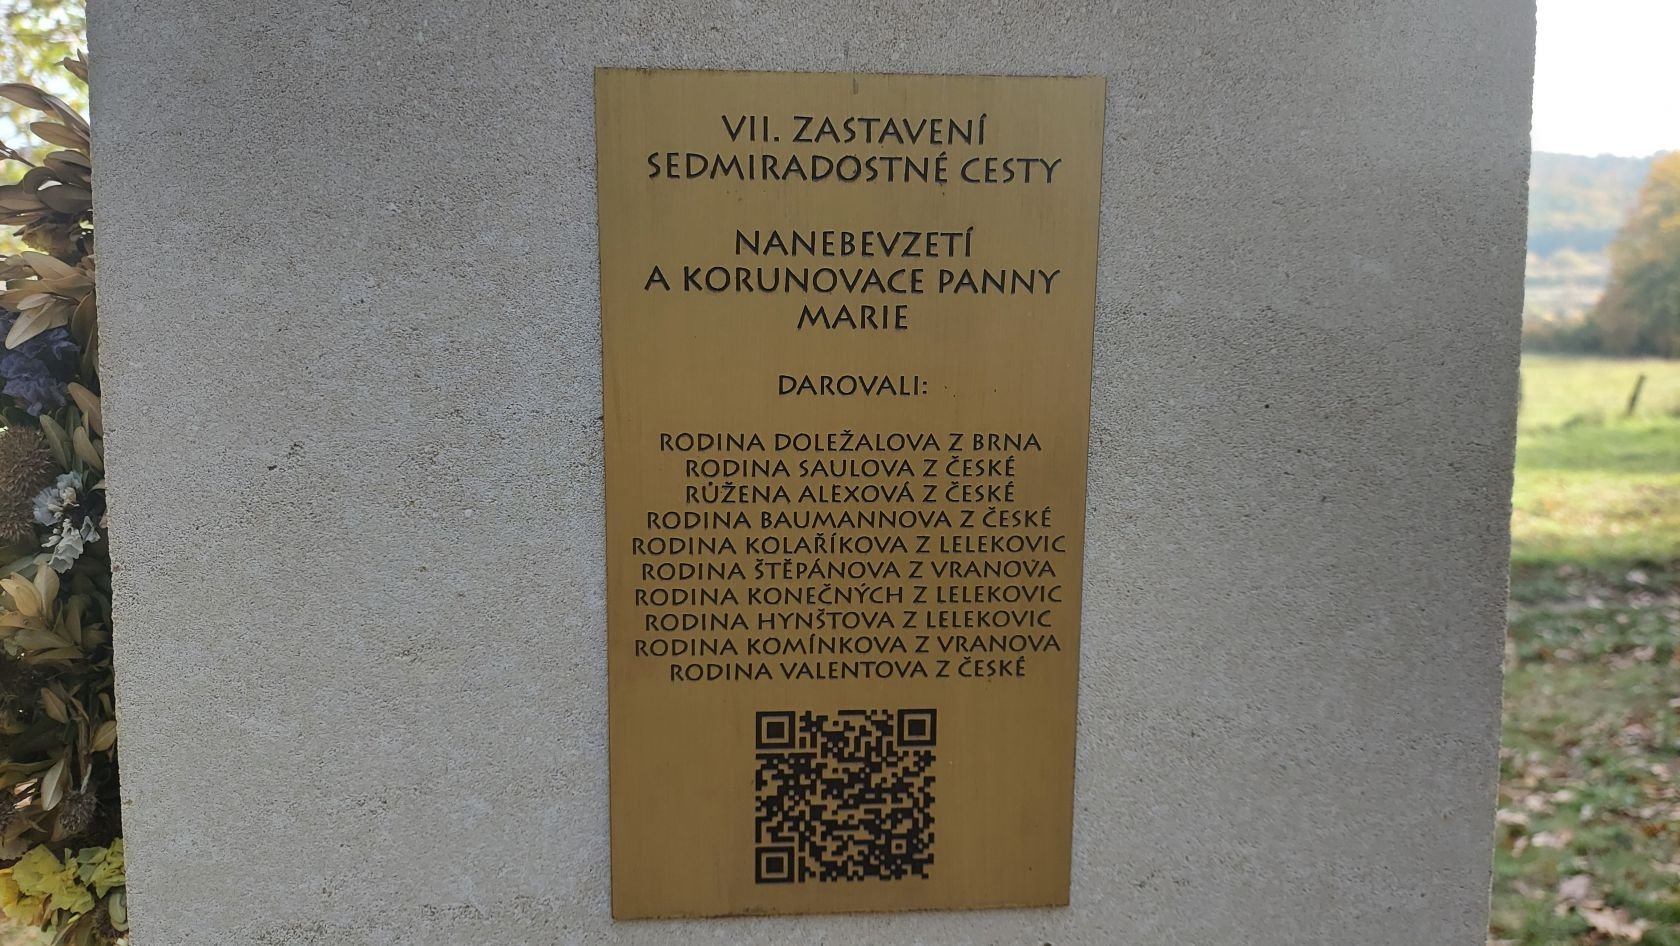 VII. ZASTAVENÍ
SEDMIRADOSTNÉ CESTY
NANEBEVZETÍ
A KORUNOVACE PANNY
MARIE
DAROVALI:
RODINA DOLEŽALOVA Z BRNA
RODINA SAULOVA Z ČESKÉ
RŮŽENA ALEXOVÁ Z ČESKÉ
RODINA BAUMANNOVA Z ČESKÉ
RODINA KOLAŘÍKOVA Z LELEKOVIC
RODINA ŠTĚPÁNOVA Z VRANOVA
RODINA KONEČNÝCH Z LELEKOVIC
RODINA HYNŠTOVA Z LELEKOVIC
RODINA KOMÍNKOVA Z VRANOVA
RODINA VALENTOVA Z ČESKÉ